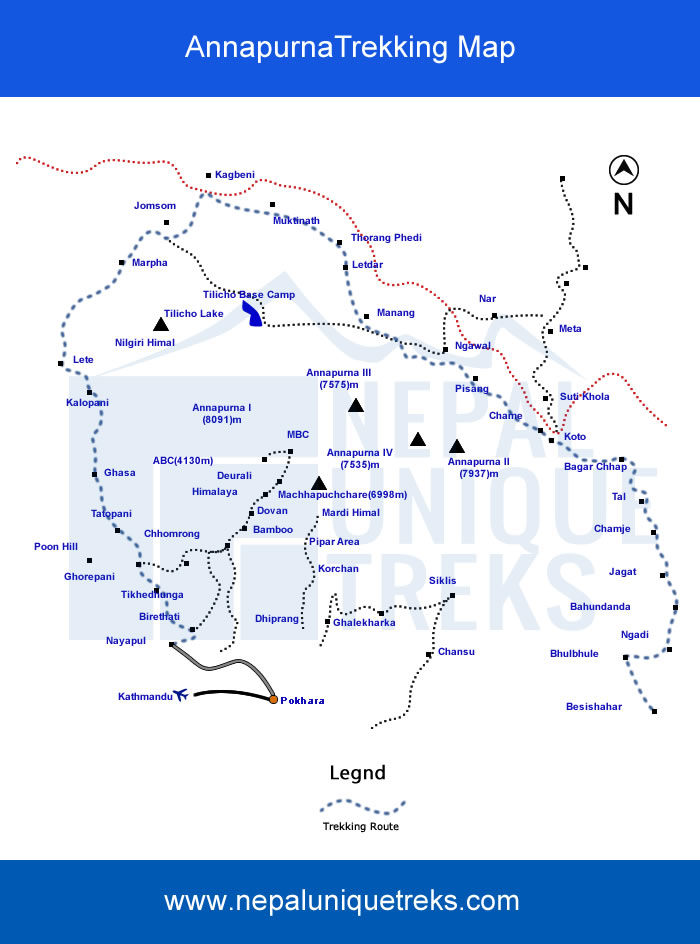 AnnapurnaTrekking Map
Kagbeni
Jomsom
Muktinath
N
Thorang Phedi
Marpha
Letdar
Tilicho Base Camp
Nar
Tilicho Lake
Manang
Meta
Nilgiri Himal
Ngawal
Lete
Annapurna III
(7575)m
Pisang
Suti Khola
Kalopani
Annapurna I
(8091)m
Chame
MBC
Koto
Annapurna IV
(7535)m
ABC(4130m)
Annapurna II
(7937)m
Bagar Chhap
Ghasa
Deurali
Himalaya
Machhapuchchare(6998m)
Tal
Tatopani
Dovan
Mardi Himal
Chhomrong
Bamboo
Chamje
Poon Hill
Pipar Area
Ghorepani
Korchan
Jagat
Siklis
Tikhedhunga
Bahundanda
Birethati
Dhiprang
Ghalekharka
Nayapul
Ngadi
Chansu
Bhulbhule
Kathmandu
Pokhara
Besishahar
NEPAL
UNIQUE
TREKS
Legnd
Trekking Route
www.nepaluniquetreks.com